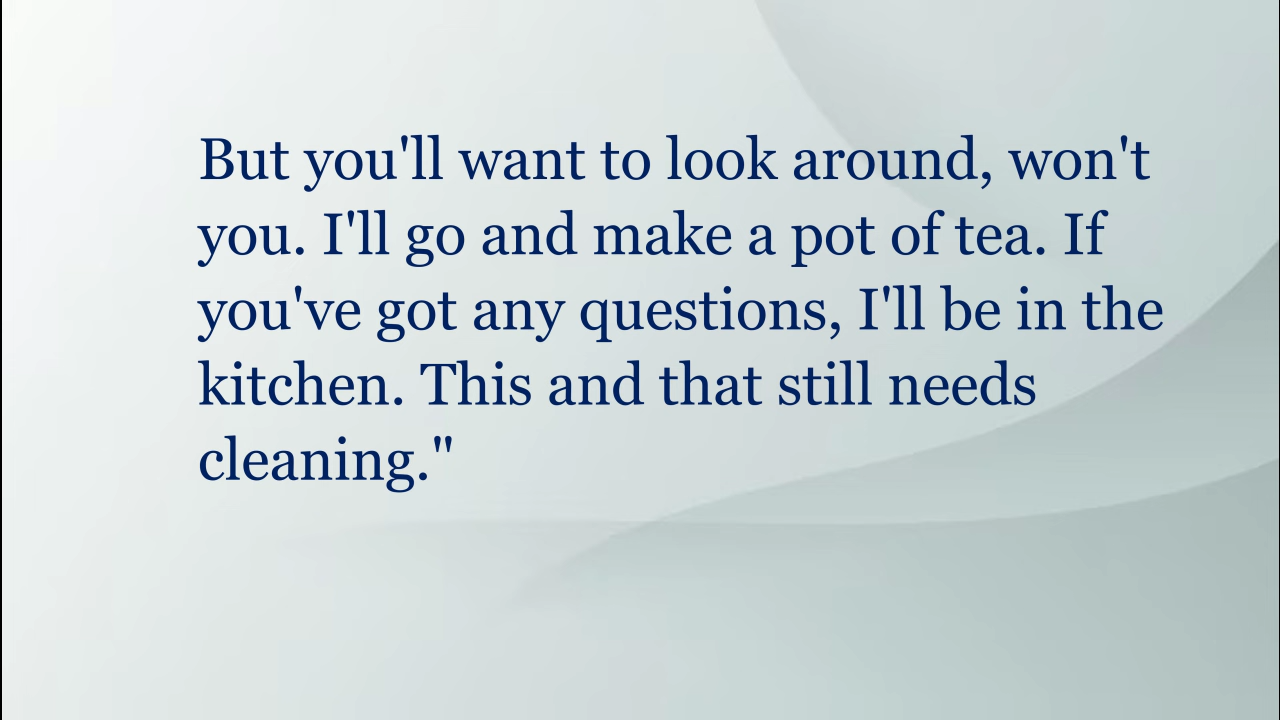 But you'll want to look around, won't
you. I'll go and make a pot of tea. If
you've got any questions, I'll be in the
kitchen. This and that still needs
cleaning."